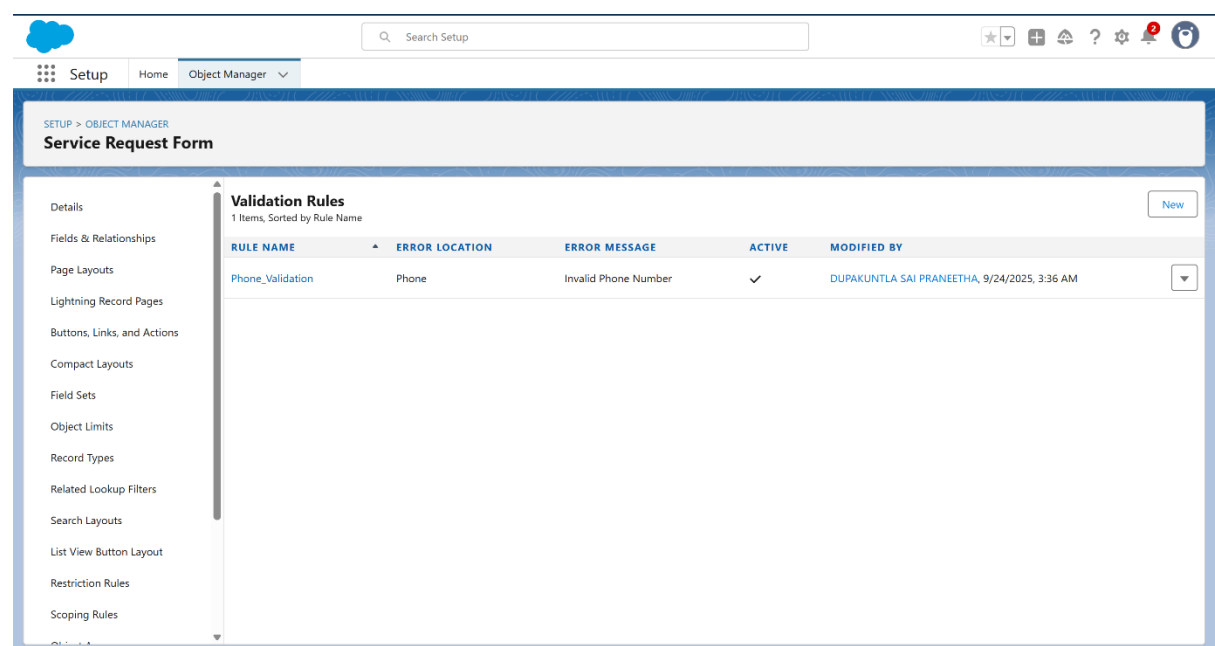 Search Setup
2
Setup Home Object Manager
SETUP > OBJECT MANAGER
Service Request Form
Details
Fields & Relationships
Page Layouts
Lightning Record Pages
Buttons, Links, and Actions
Compact Layouts
Field Sets
Object Limits
Record Types
Related Lookup Filters
Search Layouts
List View Button Layout
Restriction Rules
Scoping Rules
Validation Rules
1 Items, Sorted by Rule Name
New
RULE NAME ERROR LOCATION ERROR MESSAGE ACTIVE MODIFIED BY
Phone_Validation Phone Invalid Phone Number DUPAKUNTLA SAI PRANEETHA, 9/24/2025, 3:36 AM